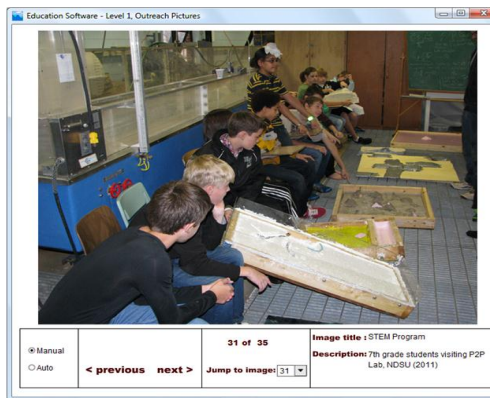 Education Software - Level 1, Outreach Pictures
31 of 35
Image title : STEM Program
Manual
Description: 7th grade students visiting P2P
Lab, NDSU (2011)
Auto
< previous next >
Jump to image: 31